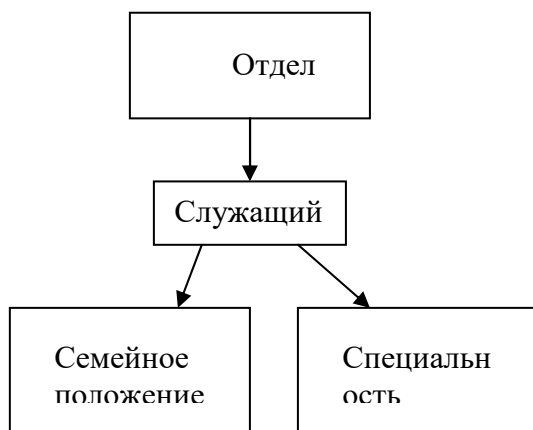 Отдел
Служащий
Семейное
положение
Специальн
ость